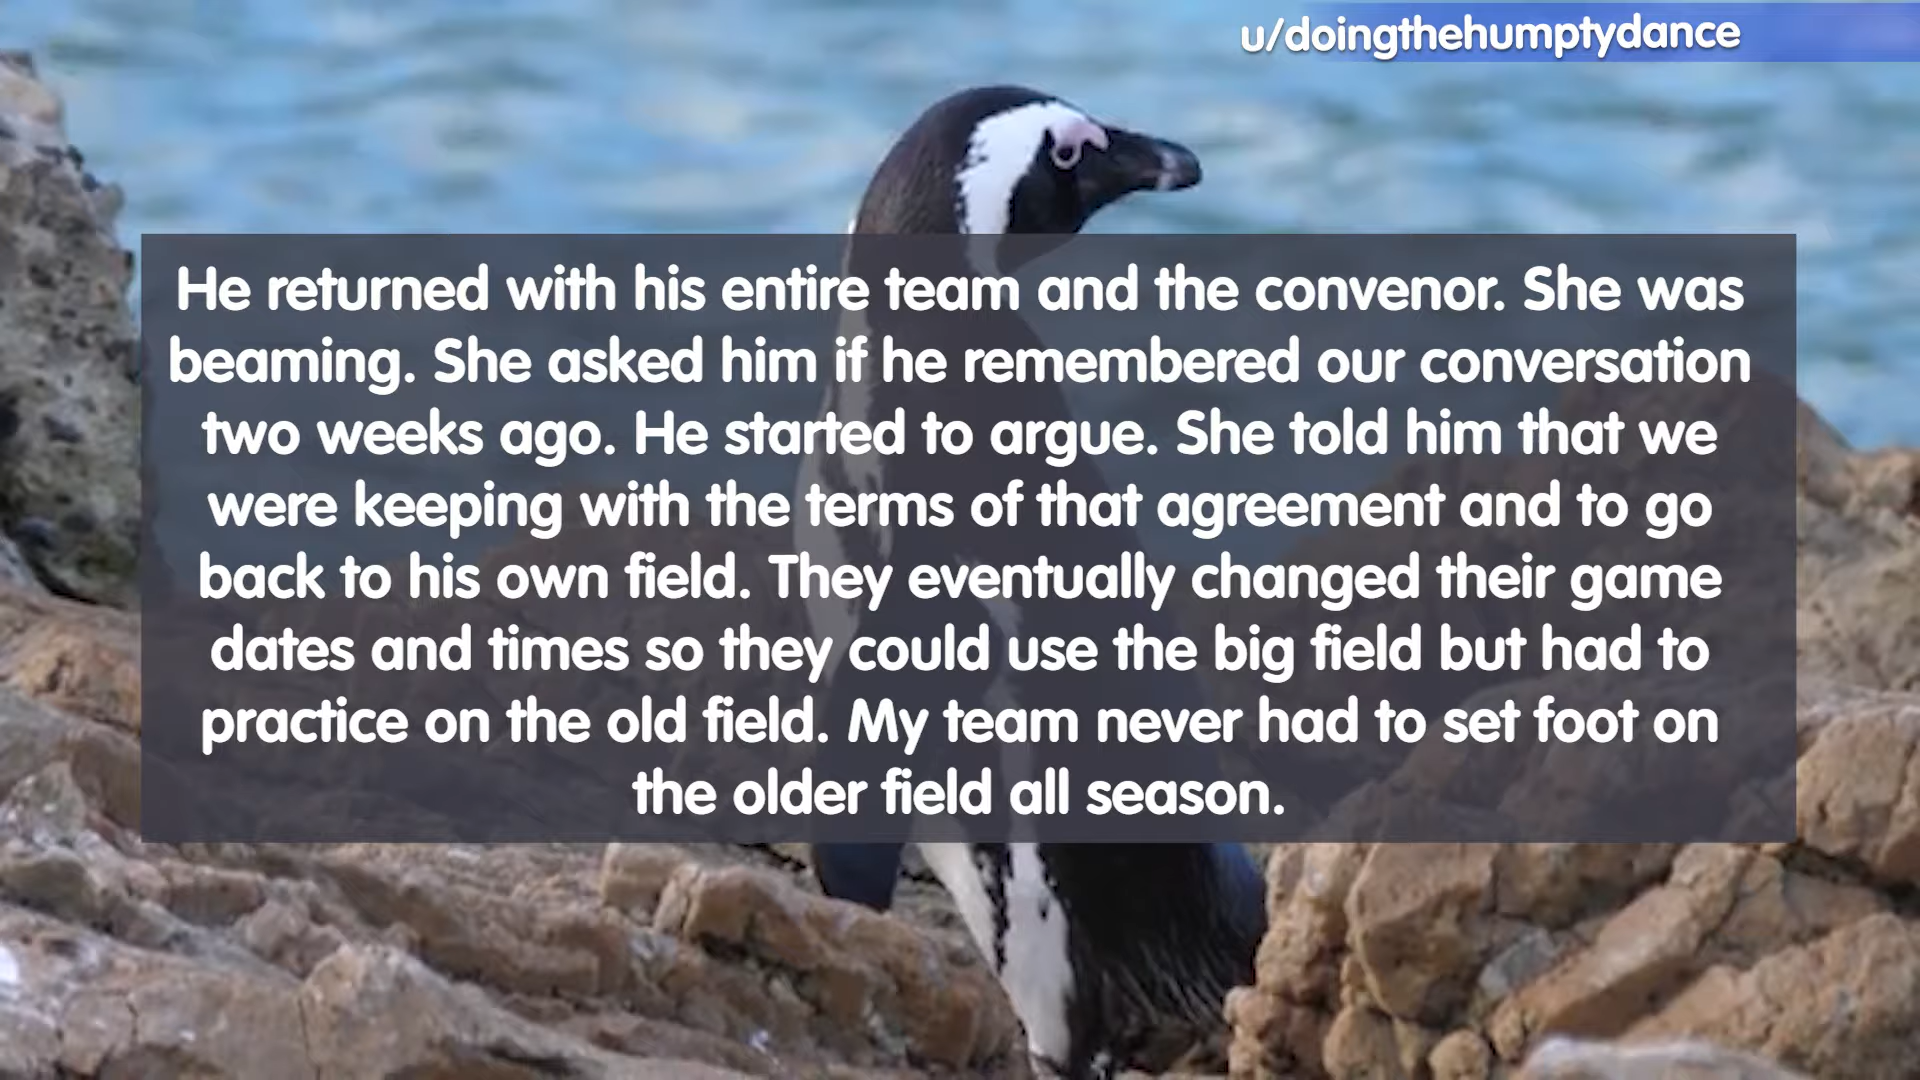 u/doingthehumptydance
He returned with his entire team and the convenor. She was
beaming. She asked him if he remembered our conversation
two weeks ago. He started to argue. She told him that we
were keeping with the terms of that agreement and to go
back to his own field. They eventually changed their game
dates and times so they could use the big field but had to
practice on the old field. My team never had to set foot on
the older field all season.